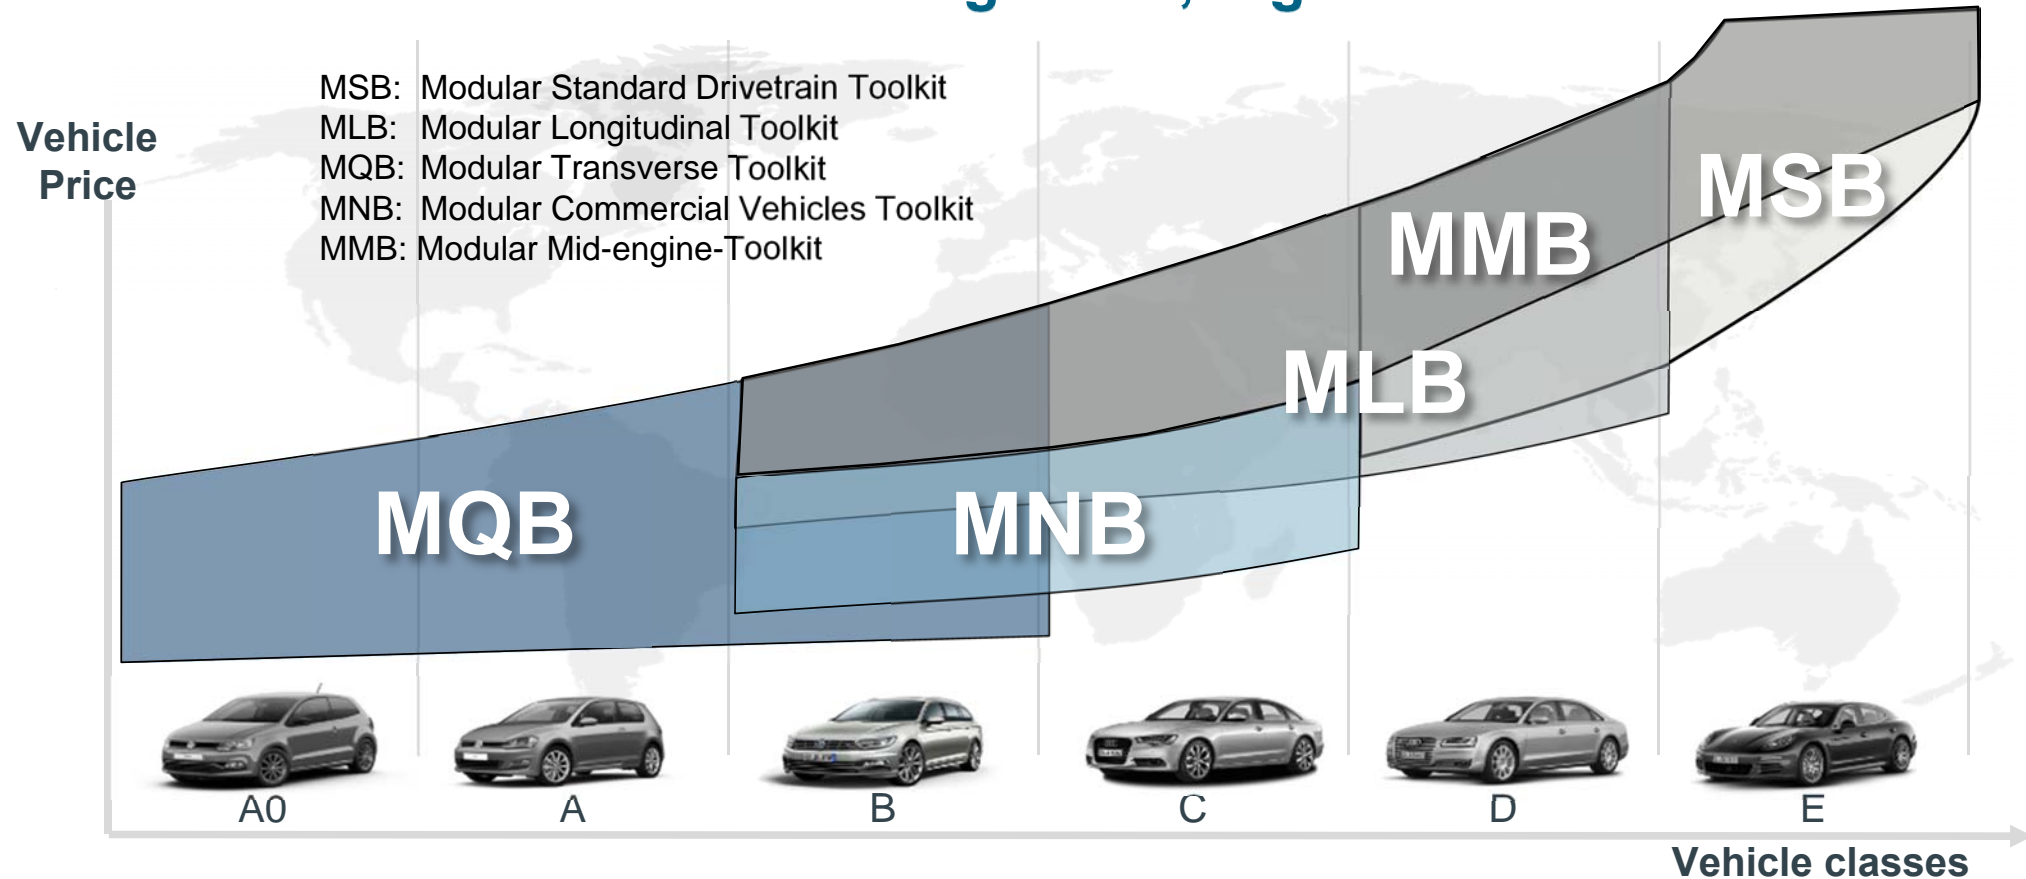 MSB: Modular Standard Drivetrain Toolkit
MLB: Modular Longitudinal Toolkit
MQB: Modular Transverse Toolkit
MNB: Modular Commercial Vehicles Toolkit
MMB: Modular Mid-engine-Toolkit
Vehicle
Price
MSB
MMB
MLB
MQB
MNB
A0
A
B
C
D
E
Vehicle classes